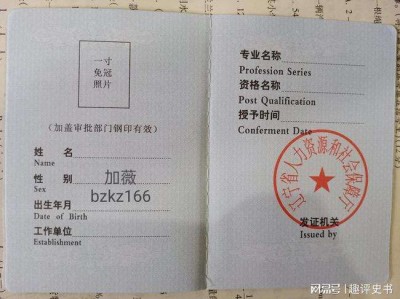 一寸
免冠
照片
(加盖审批部门钢印有效)
姓 名
Name
性 别
Sex
加薇
bzkz166
出生年月
Date of Birth
工作单位
Establishment
专业名称
Profession Series
资格名称
Post Qualification
授予时间
Conferment Date
辽宁省人力资源和社会保障厅
发证机关
Issued by
搜狐号@趣评史书